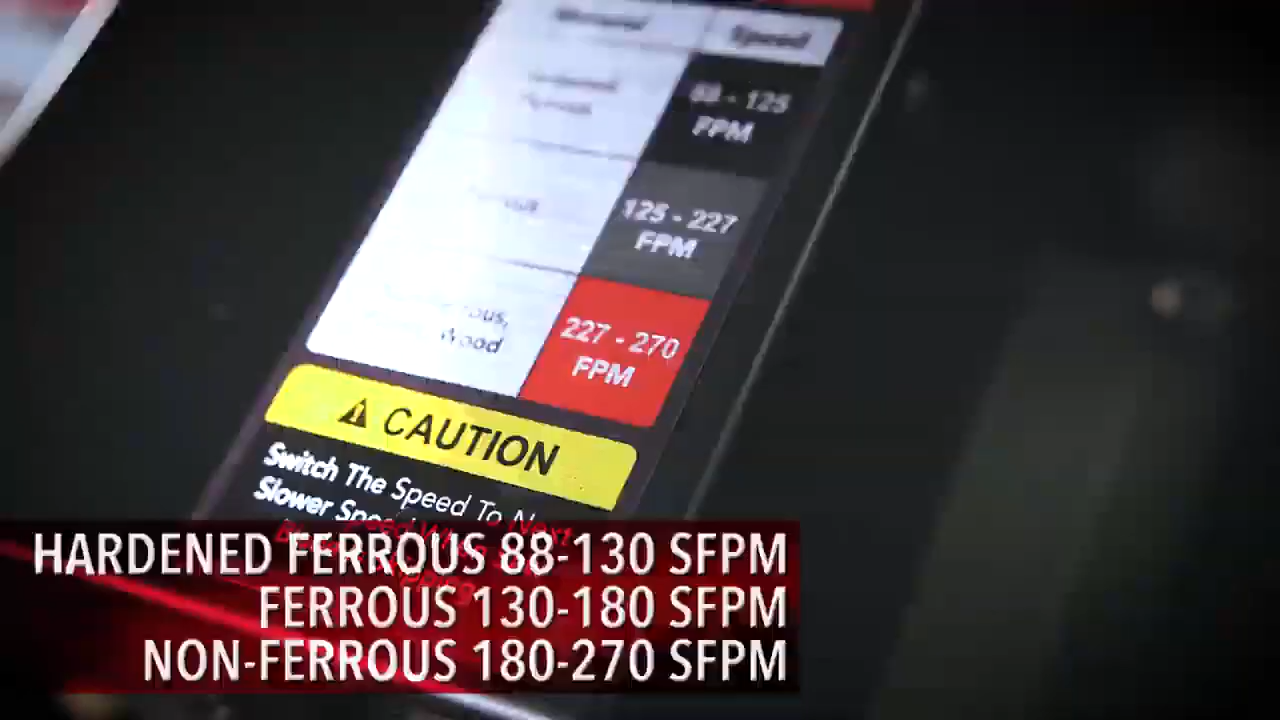 Speed
88 - 125
FPM
125 - 227
FPM
227 - 270
Wood
FPM
CAUTION
Switch The Speed To Next
Slower Speed When
HARDENED FERROUS 88-130 SFPM
FERROUS 130-180 SFPM
NON-FERROUS 180-270 SFPM